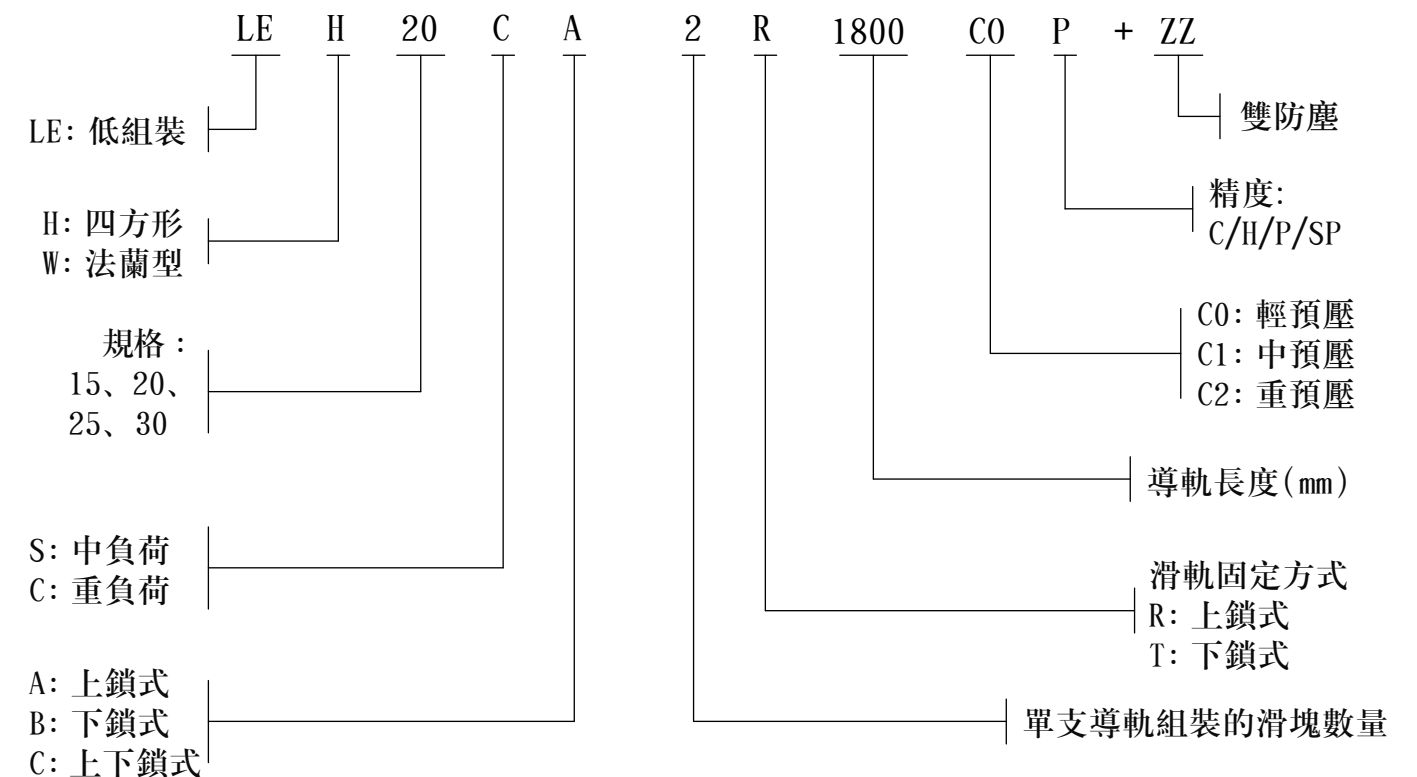 LE H 20 C A 2 R 1800 C0 P + ZZ
LE: 低組裝
H: 四方形
W: 法蘭型
規格：
15、20、
25、30
S: 中負荷
C: 重負荷
A: 上鎖式
B: 下鎖式
C: 上下鎖式
雙防塵
精度:
C/H/P/SP
C0: 輕預壓
C1: 中預壓
C2: 重預壓
導軌長度(mm)
滑軌固定方式
R: 上鎖式
T: 下鎖式
單支導軌組裝的滑塊數量